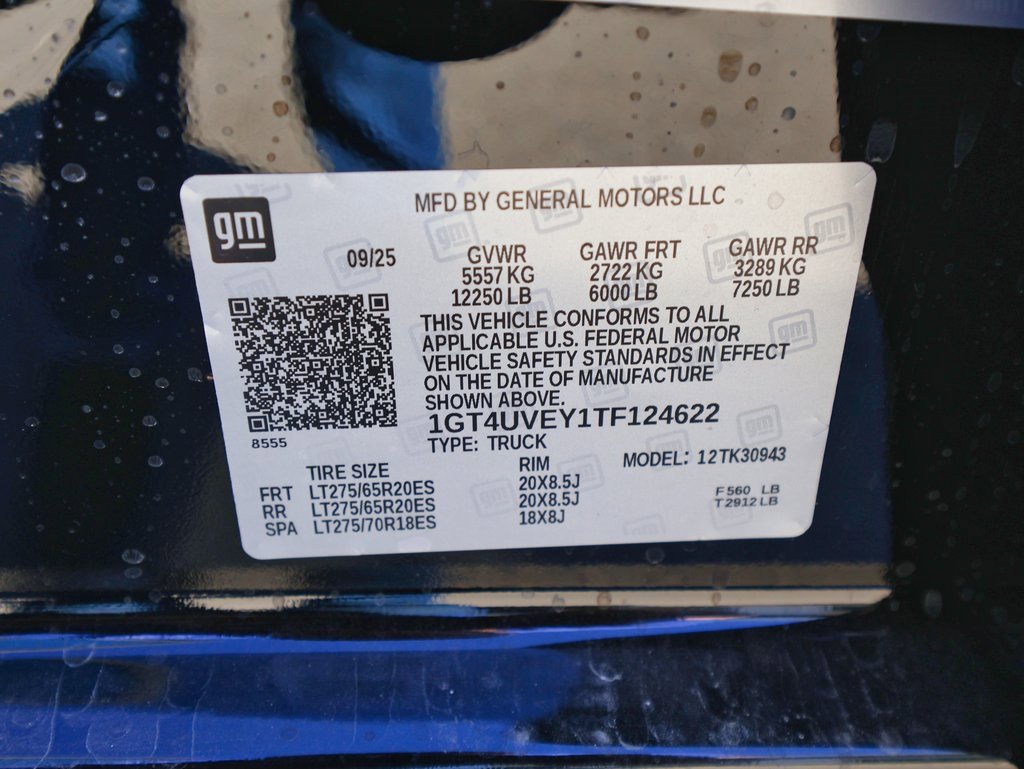 gm
MFD BY GENERAL MOTORS LLC
09/25
GVWR GAWR FRT GAWR RR
5557 KG 2722 KG 3289 KG
12250 LB 6000 LB 7250 LB
THIS VEHICLE CONFORMS TO ALL
APPLICABLE U.S. FEDERAL MOTOR
VEHICLE SAFETY STANDARDS IN EFFECT
ON THE DATE OF MANUFACTURE
SHOWN ABOVE.
1GT4UVEY1TF124622
8555
TYPE: TRUCK
MODEL: 12TK30943
TIRE SIZE RIM
FRT LT275/65R20ES 20X8.5J
RR LT275/65R20ES 20X8.5J
SPA LT275/70R18ES 18X8J
F 560 LB
T 2912 LB